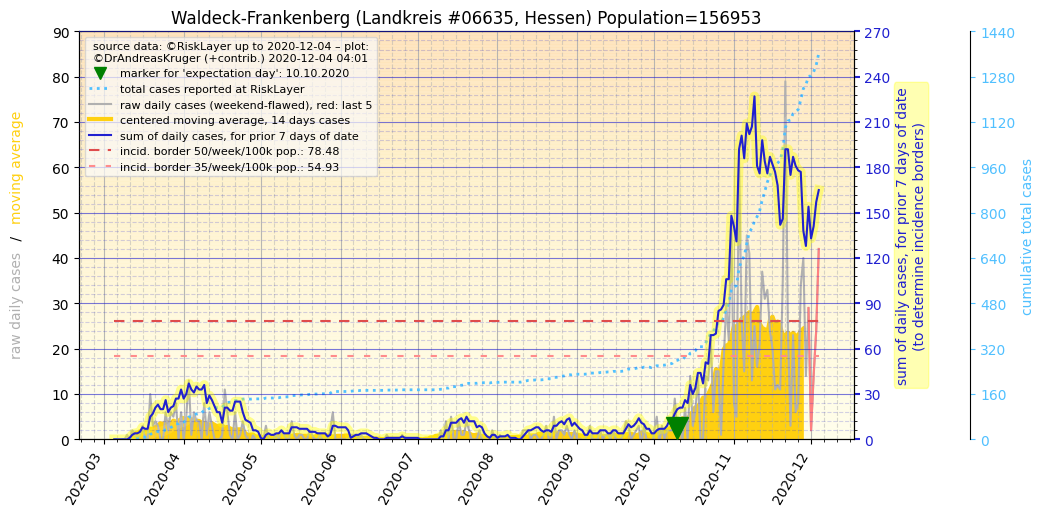 Waldeck-Frankenberg (Landkreis #06635, Hessen) Population=156953
source data: ©RiskLayer up to 2020-12-04 – plot:
©DrAndreasKruger (+contrib.) 2020-12-04 04:01
marker for 'expectation day': 10.10.2020
total cases reported at RiskLayer
raw daily cases (weekend-flawed), red: last 5
centered moving average, 14 days cases
sum of daily cases, for prior 7 days of date
incid. border 50/week/100k pop.: 78.48
incid. border 35/week/100k pop.: 54.93
raw daily cases / moving average
90
80
70
60
50
40
30
20
10
0
2020-03
2020-04
2020-05
2020-06
2020-07
2020-08
2020-09
2020-10
2020-11
2020-12
270
240
210
180
150
120
90
60
30
0
sum of daily cases, for prior 7 days of date
(to determine incidence borders)
1440
1280
1120
960
800
640
480
320
160
0
cumulative total cases